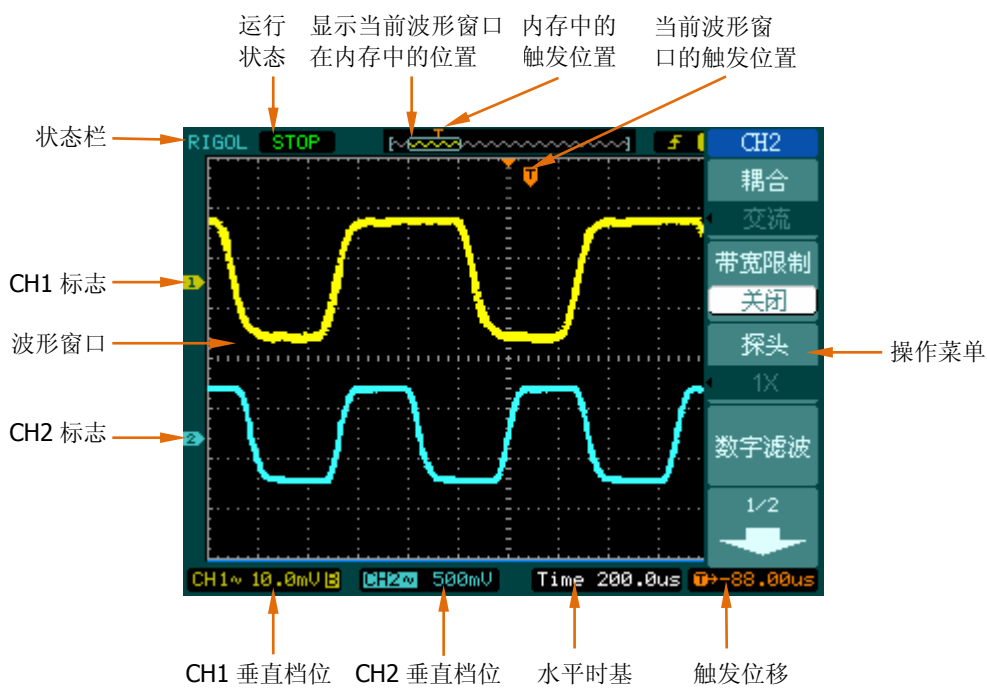 运行
状态
显示当前波形窗口
在内存中的位置
内存中的
触发位置
当前波形窗
口的触发位置
状态栏
RIGOL STOP
T
CH2
T
耦合
交流
带宽限制
关闭
CH1 标志
1
波形窗口
探头
操作菜单
1X
CH2 标志
2
数字滤波
1/2
CH1~ 10.0mV B
CH2~ 500mV
Time 200.0us
T→-88.00us
CH1 垂直档位
CH2 垂直档位
水平时基
触发位移